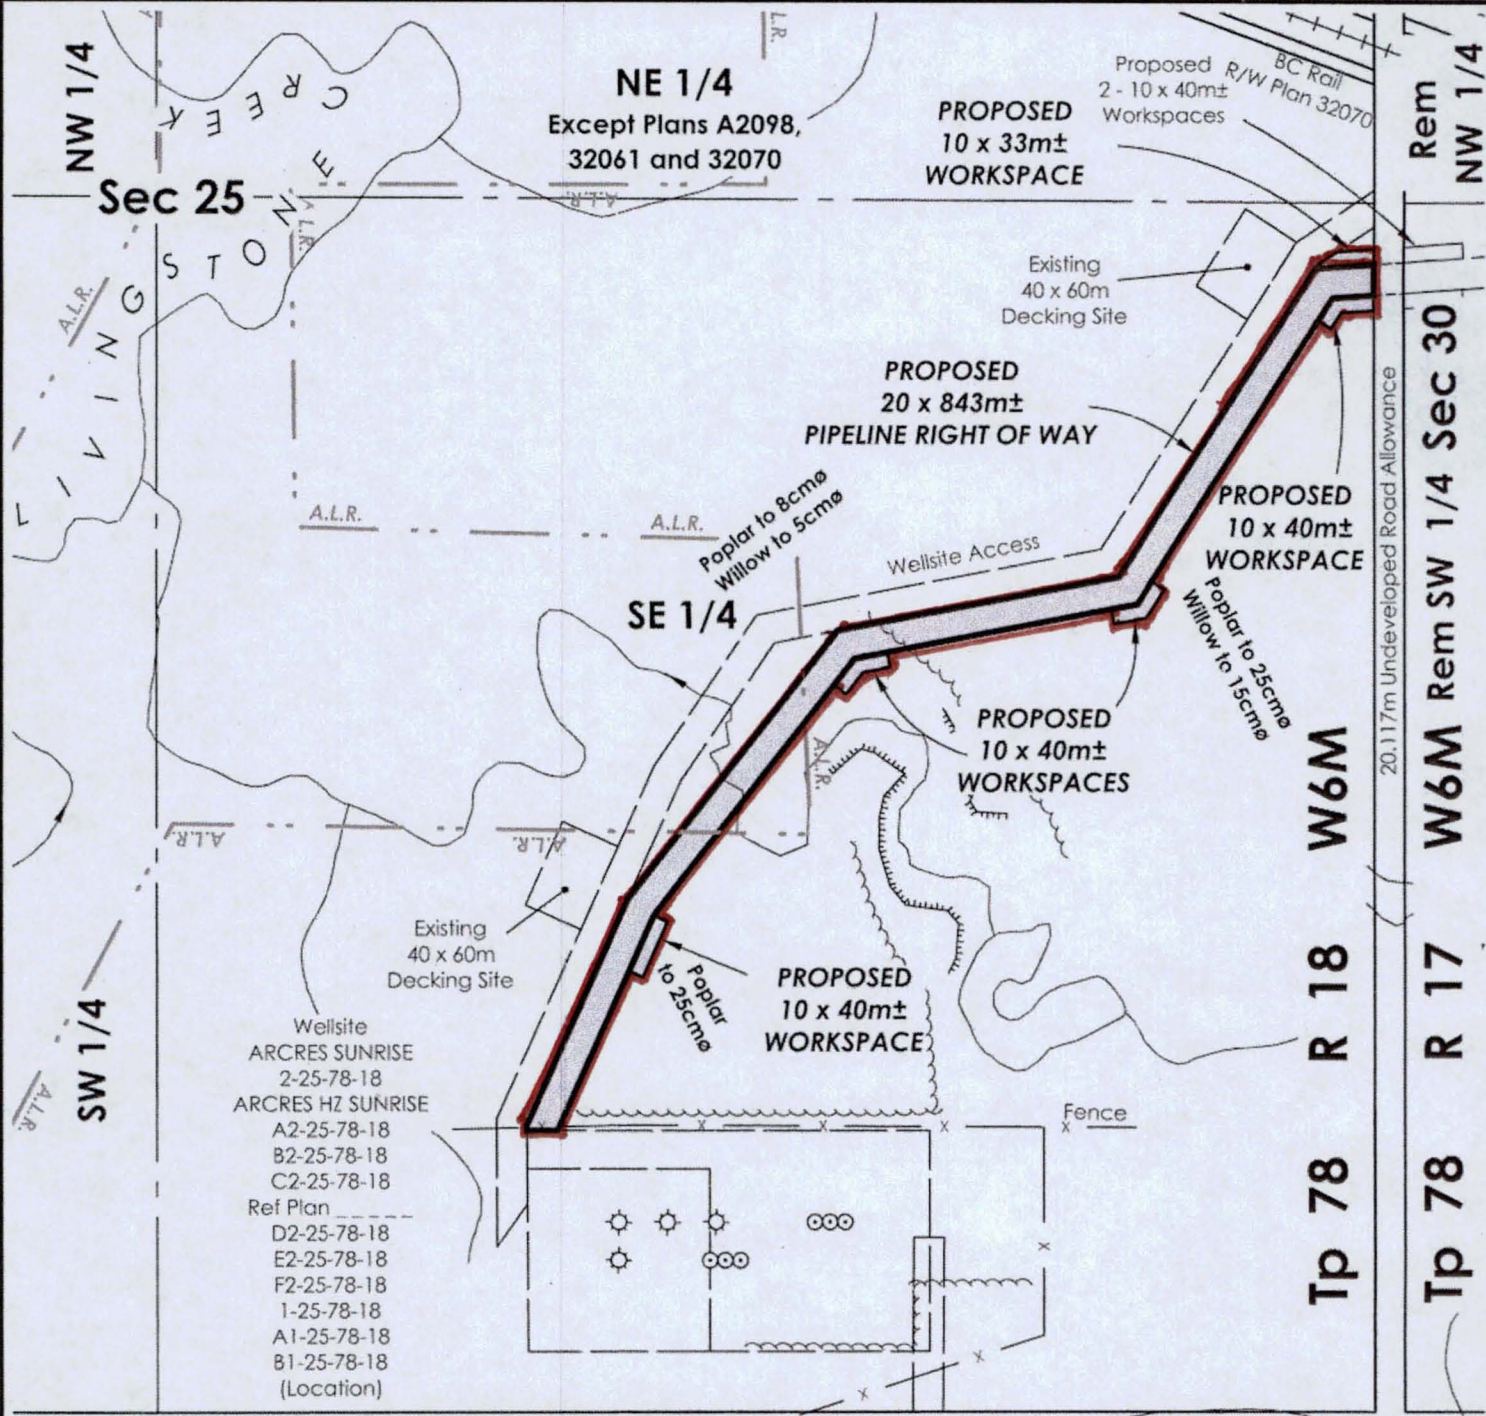 NW 1/4
CREEK
A.L.R.
NE 1/4
Except Plans A2098,
32061 and 32070
PROPOSED
10 x 33m±
WORKSPACE
Proposed
2 - 10 x 40m±
Workspaces
BC Rail
R/W Plan 32070
Rem
NW 1/4
7
Sec 25
A.L.R.
A.L.R.
A.L.R.
LIVINGSTONE
Existing
40 x 60m
Decking Site
PROPOSED
20 x 843m±
PIPELINE RIGHT OF WAY
A.L.R.
A.L.R.
Poplar to 8cmø
Willow to 5cmø
Wellsite Access
PROPOSED
10 x 40m±
WORKSPACE
20.117m Undeveloped Road Allowance
Rem SW 1/4 Sec 30
SE 1/4
Poplar to 25cmø
Willow to 15cmø
PROPOSED
10 x 40m±
WORKSPACES
A.L.R.
A.L.R.
A.L.R.
Existing
40 x 60m
Decking Site
Poplar
to 25cmø
PROPOSED
10 x 40m±
WORKSPACE
Tp 78 R 18 W6M
Tp 78 R 17 W6M
SW 1/4
A.L.R.
Wellsite
ARCRES SUNRISE
2-25-78-18
ARCRES HZ SUNRISE
A2-25-78-18
B2-25-78-18
C2-25-78-18
Ref Plan ______
D2-25-78-18
E2-25-78-18
F2-25-78-18
1-25-78-18
A1-25-78-18
B1-25-78-18
(Location)
x x x x x Fence
x
x
x